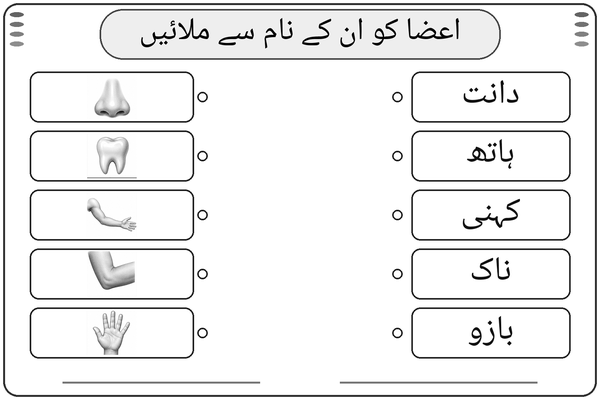 اعضا کو ان کے نام سے ملائیں
دانت
ہاتھ
کہنی
ناک
بازو